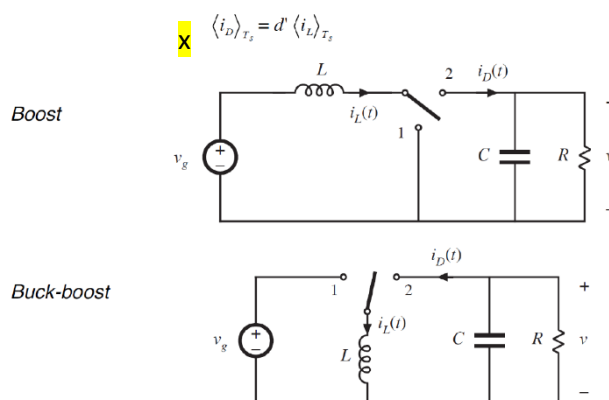 X ⟨i_D⟩_{T_s} = d' ⟨i_L⟩_{T_s}
L 2 i_D(t)
+
Boost
i_L(t)
1
v_g + − C R v
−
i_D(t)
Buck-boost
1 2 +
i_L(t)
v_g + − L C R v
−